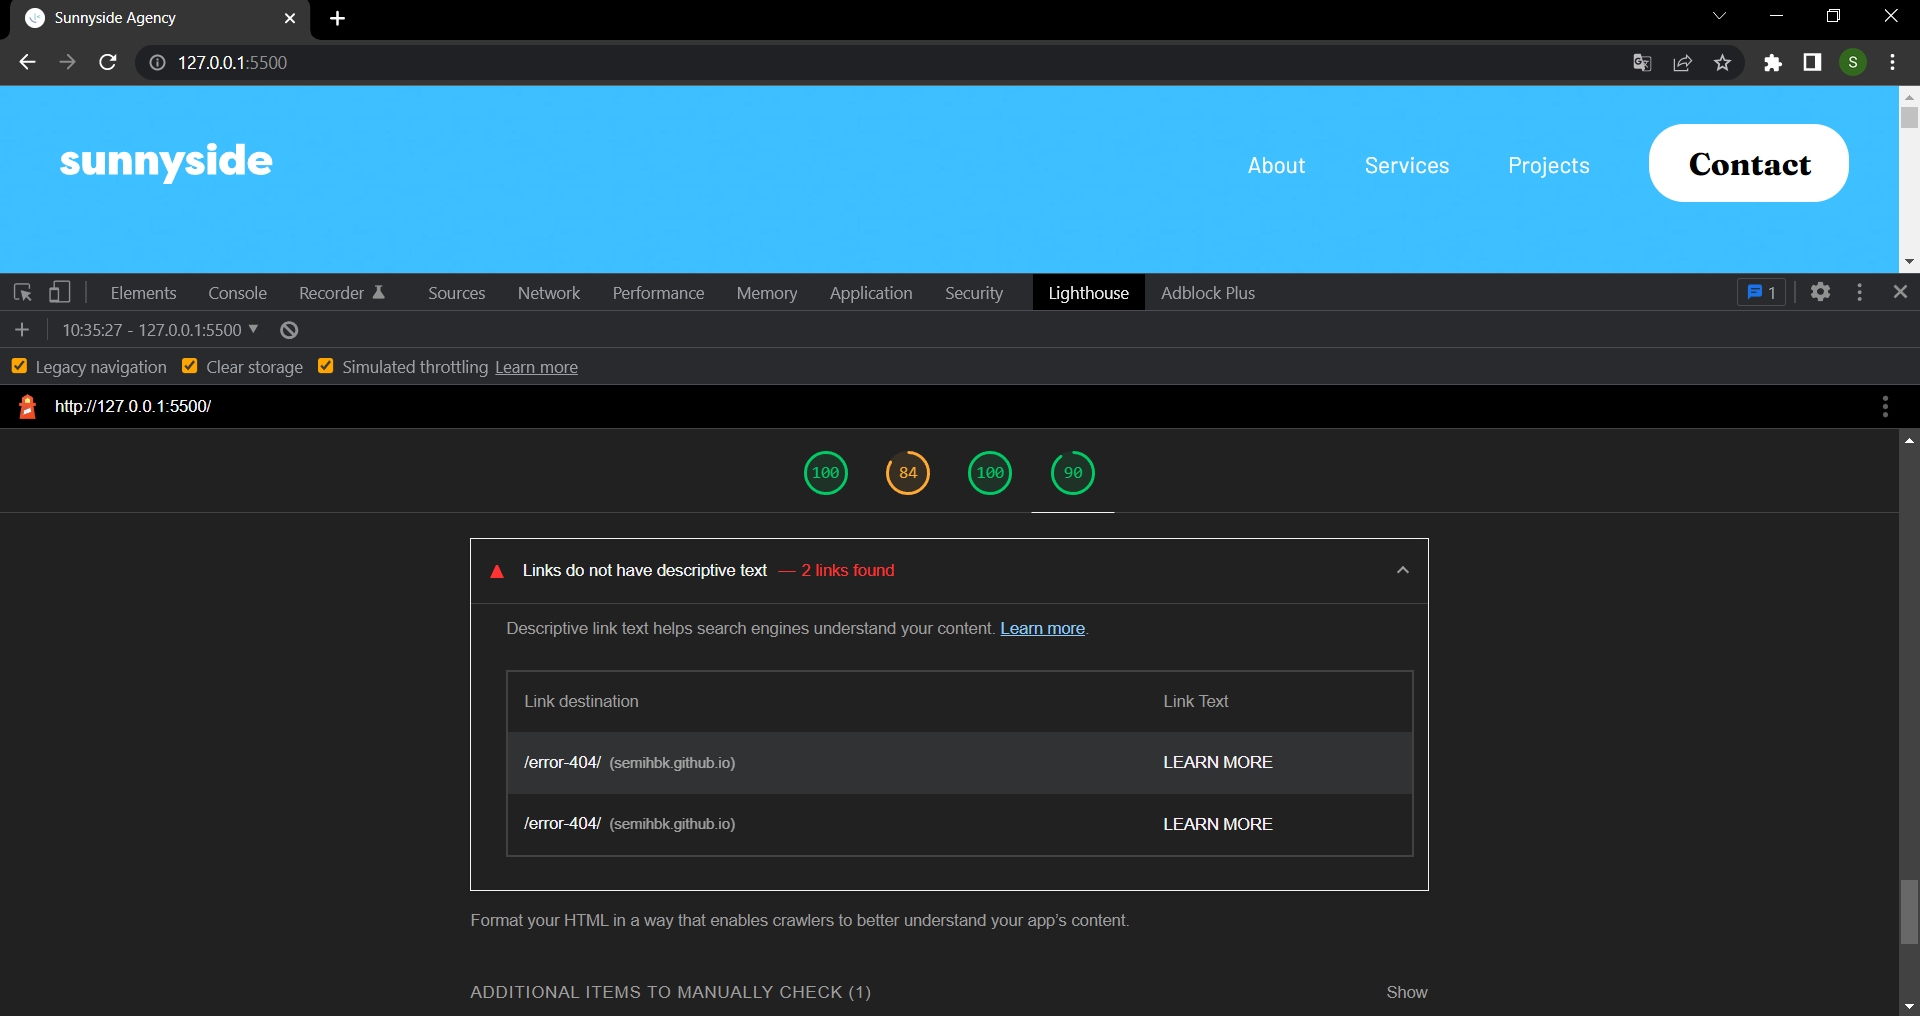 Sunnyside Agency
127.0.0.1:5500
S
sunnyside
About Services Projects Contact
Elements Console Recorder Sources Network Performance Memory Application Security Lighthouse Adblock Plus 1
10:35:27 - 127.0.0.1:5500
Legacy navigation Clear storage Simulated throttling Learn more
http://127.0.0.1:5500/
100 84 100 90
Links do not have descriptive text — 2 links found
Descriptive link text helps search engines understand your content. Learn more.
Link destination Link Text
/error-404/ (semihbk.github.io) LEARN MORE
/error-404/ (semihbk.github.io) LEARN MORE
Format your HTML in a way that enables crawlers to better understand your app's content.
ADDITIONAL ITEMS TO MANUALLY CHECK (1) Show